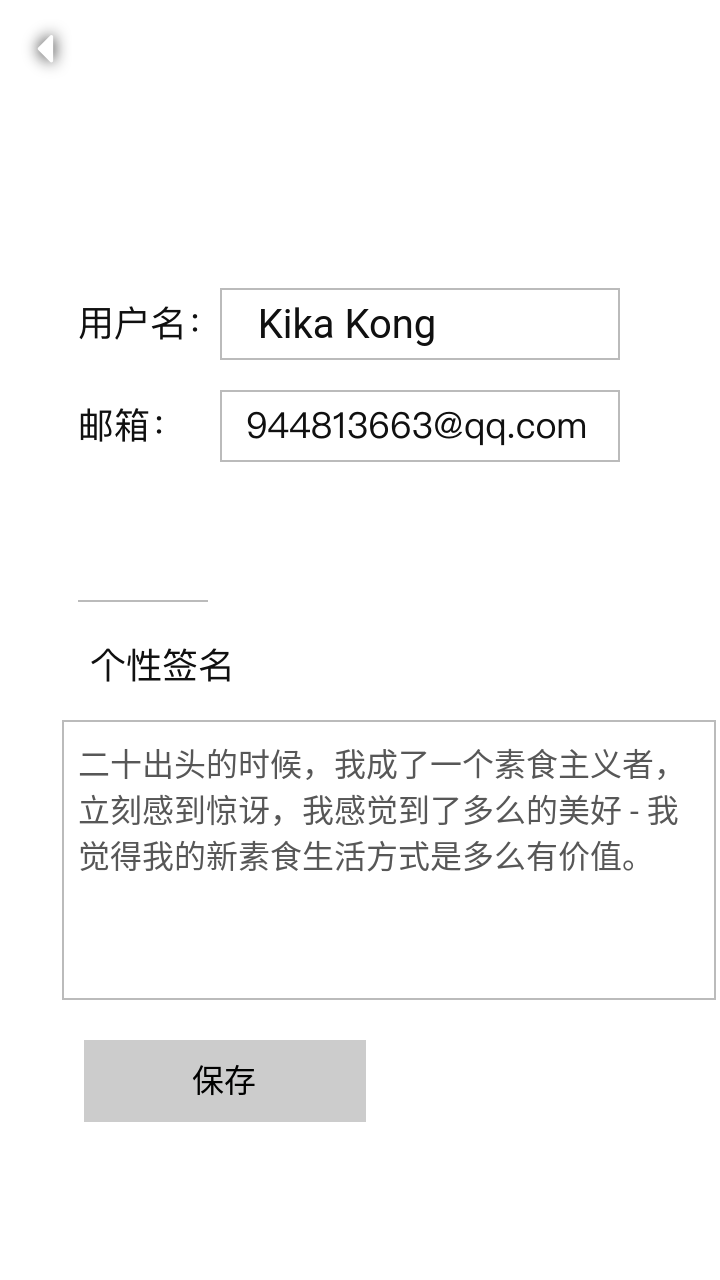 用户名： Kika Kong
邮箱： 944813663@qq.com
个性签名
二十出头的时候，我成了一个素食主义者，
立刻感到惊讶，我感觉到了多么的美好 - 我
觉得我的新素食生活方式是多么有价值。
保存